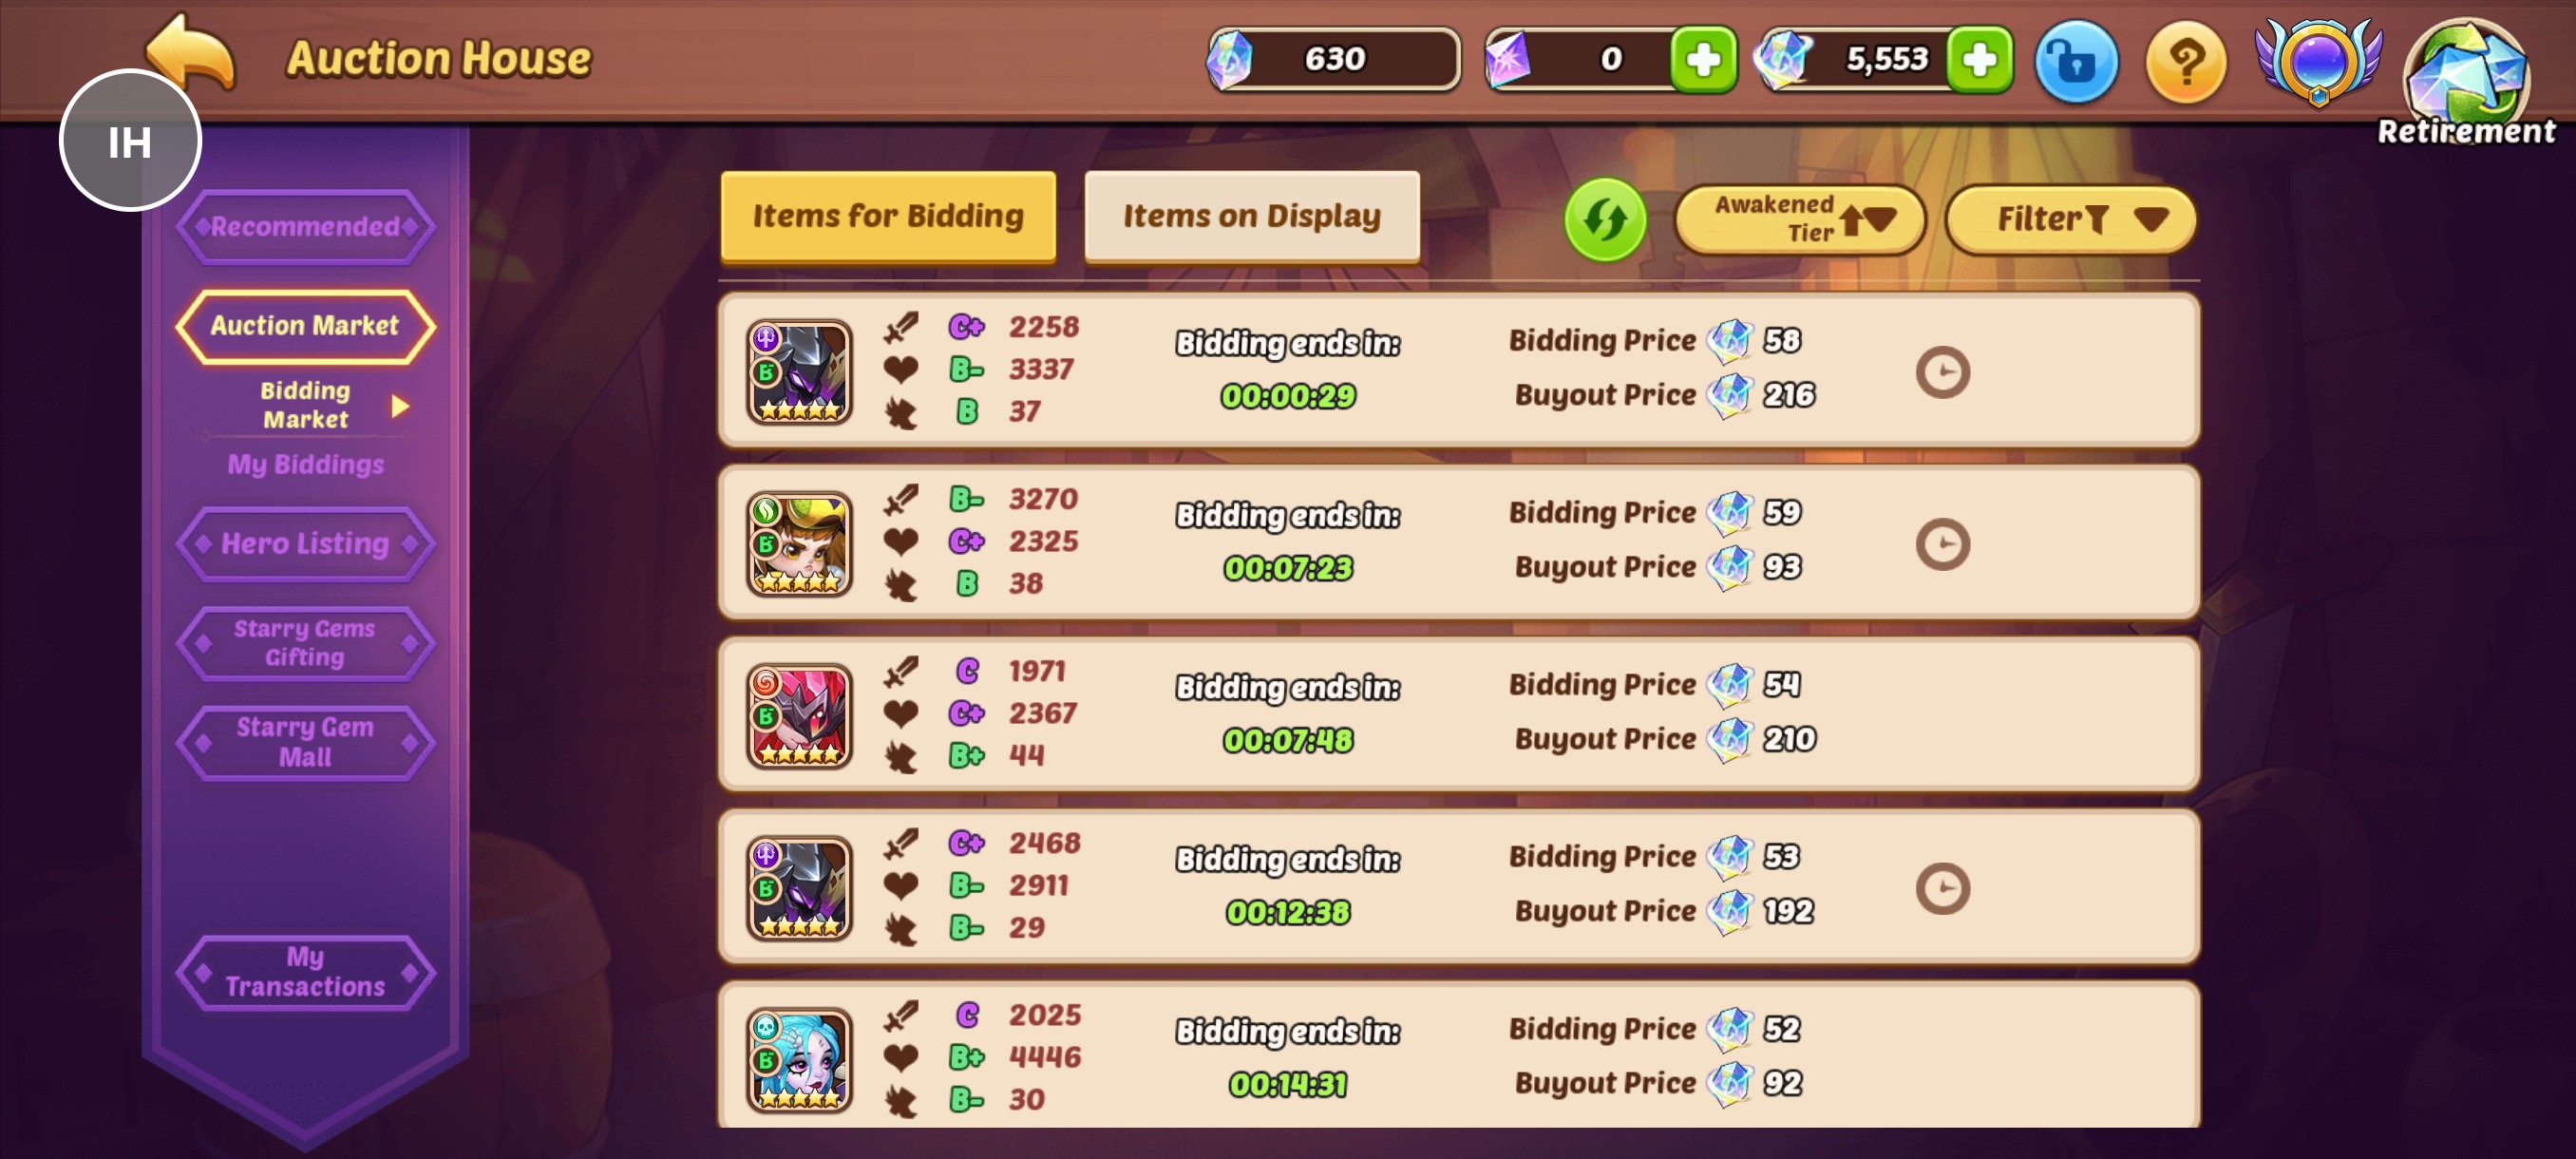 Auction House
630
0
5,553
Retirement
IH
Recommended
Auction Market
Bidding
Market
My Biddings
Hero Listing
Starry Gems
Gifting
Starry Gem
Mall
My
Transactions
Items for Bidding
Items on Display
Awakened
Tier
Filter
B-
C+ 2258
B- 3337
B 37
Bidding ends in:
00:00:29
Bidding Price 58
Buyout Price 216
B-
B- 3270
C+ 2325
B 38
Bidding ends in:
00:07:23
Bidding Price 59
Buyout Price 93
B-
C 1971
C+ 2367
B+ 44
Bidding ends in:
00:07:48
Bidding Price 54
Buyout Price 210
B-
C+ 2468
B- 2911
B- 29
Bidding ends in:
00:12:38
Bidding Price 53
Buyout Price 192
B-
C 2025
B+ 4446
B- 30
Bidding ends in:
00:14:31
Bidding Price 52
Buyout Price 92